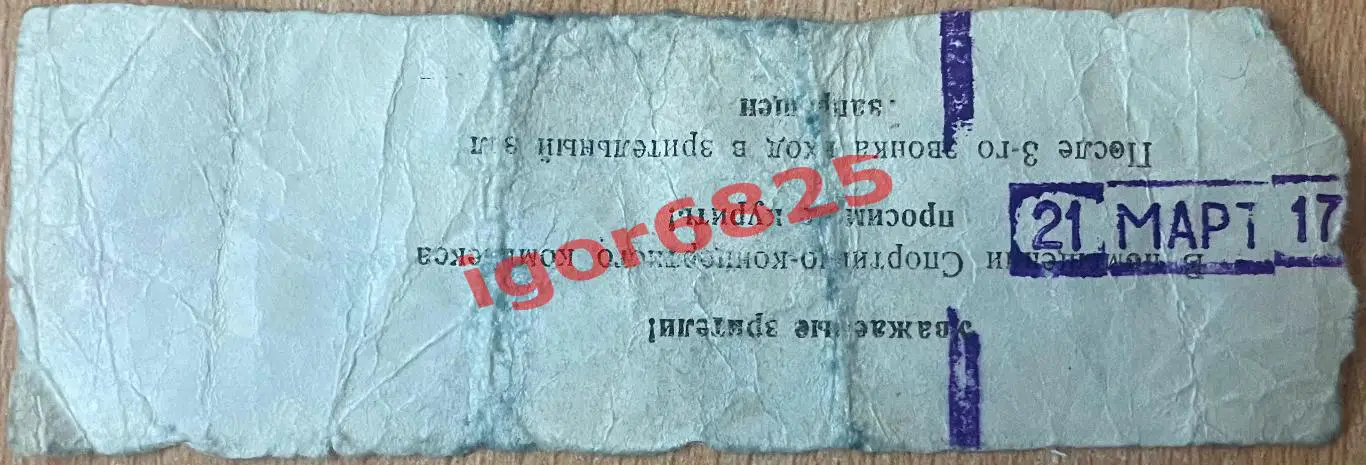 Уважаемые зрители!
В помещении Спортивно-концертного комплекса
просим не курить!
После 3-го звонка вход в зрительный зал
запрещен.
21 МАРТ 17
igor6825